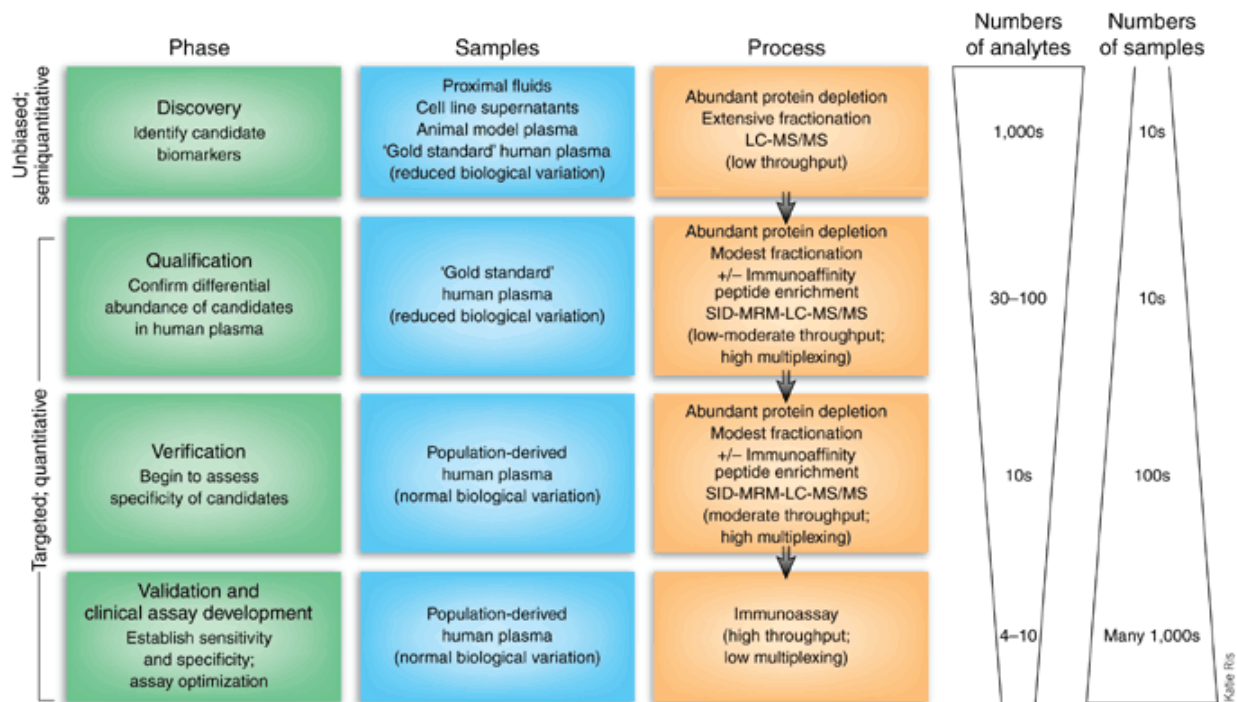 Phase
Samples
Process
Numbers
of analytes
Numbers
of samples
Unbiased;
semiquantitative
Discovery
Identify candidate
biomarkers
Proximal fluids
Cell line supernatants
Animal model plasma
'Gold standard' human plasma
(reduced biological variation)
Abundant protein depletion
Extensive fractionation
LC-MS/MS
(low throughput)
1,000s
10s
Targeted; quantitative
Qualification
Confirm differential
abundance of candidates
in human plasma
'Gold standard'
human plasma
(reduced biological variation)
Abundant protein depletion
Modest fractionation
+/– Immunoaffinity
peptide enrichment
SID-MRM-LC-MS/MS
(low-moderate throughput;
high multiplexing)
30–100
10s
Verification
Begin to assess
specificity of candidates
Population-derived
human plasma
(normal biological variation)
Abundant protein depletion
Modest fractionation
+/– Immunoaffinity
peptide enrichment
SID-MRM-LC-MS/MS
(moderate throughput;
high multiplexing)
10s
100s
Validation and
clinical assay development
Establish sensitivity
and specificity;
assay optimization
Population-derived
human plasma
(normal biological variation)
Immunoassay
(high throughput;
low multiplexing)
4–10
Many 1,000s
Katie Ris